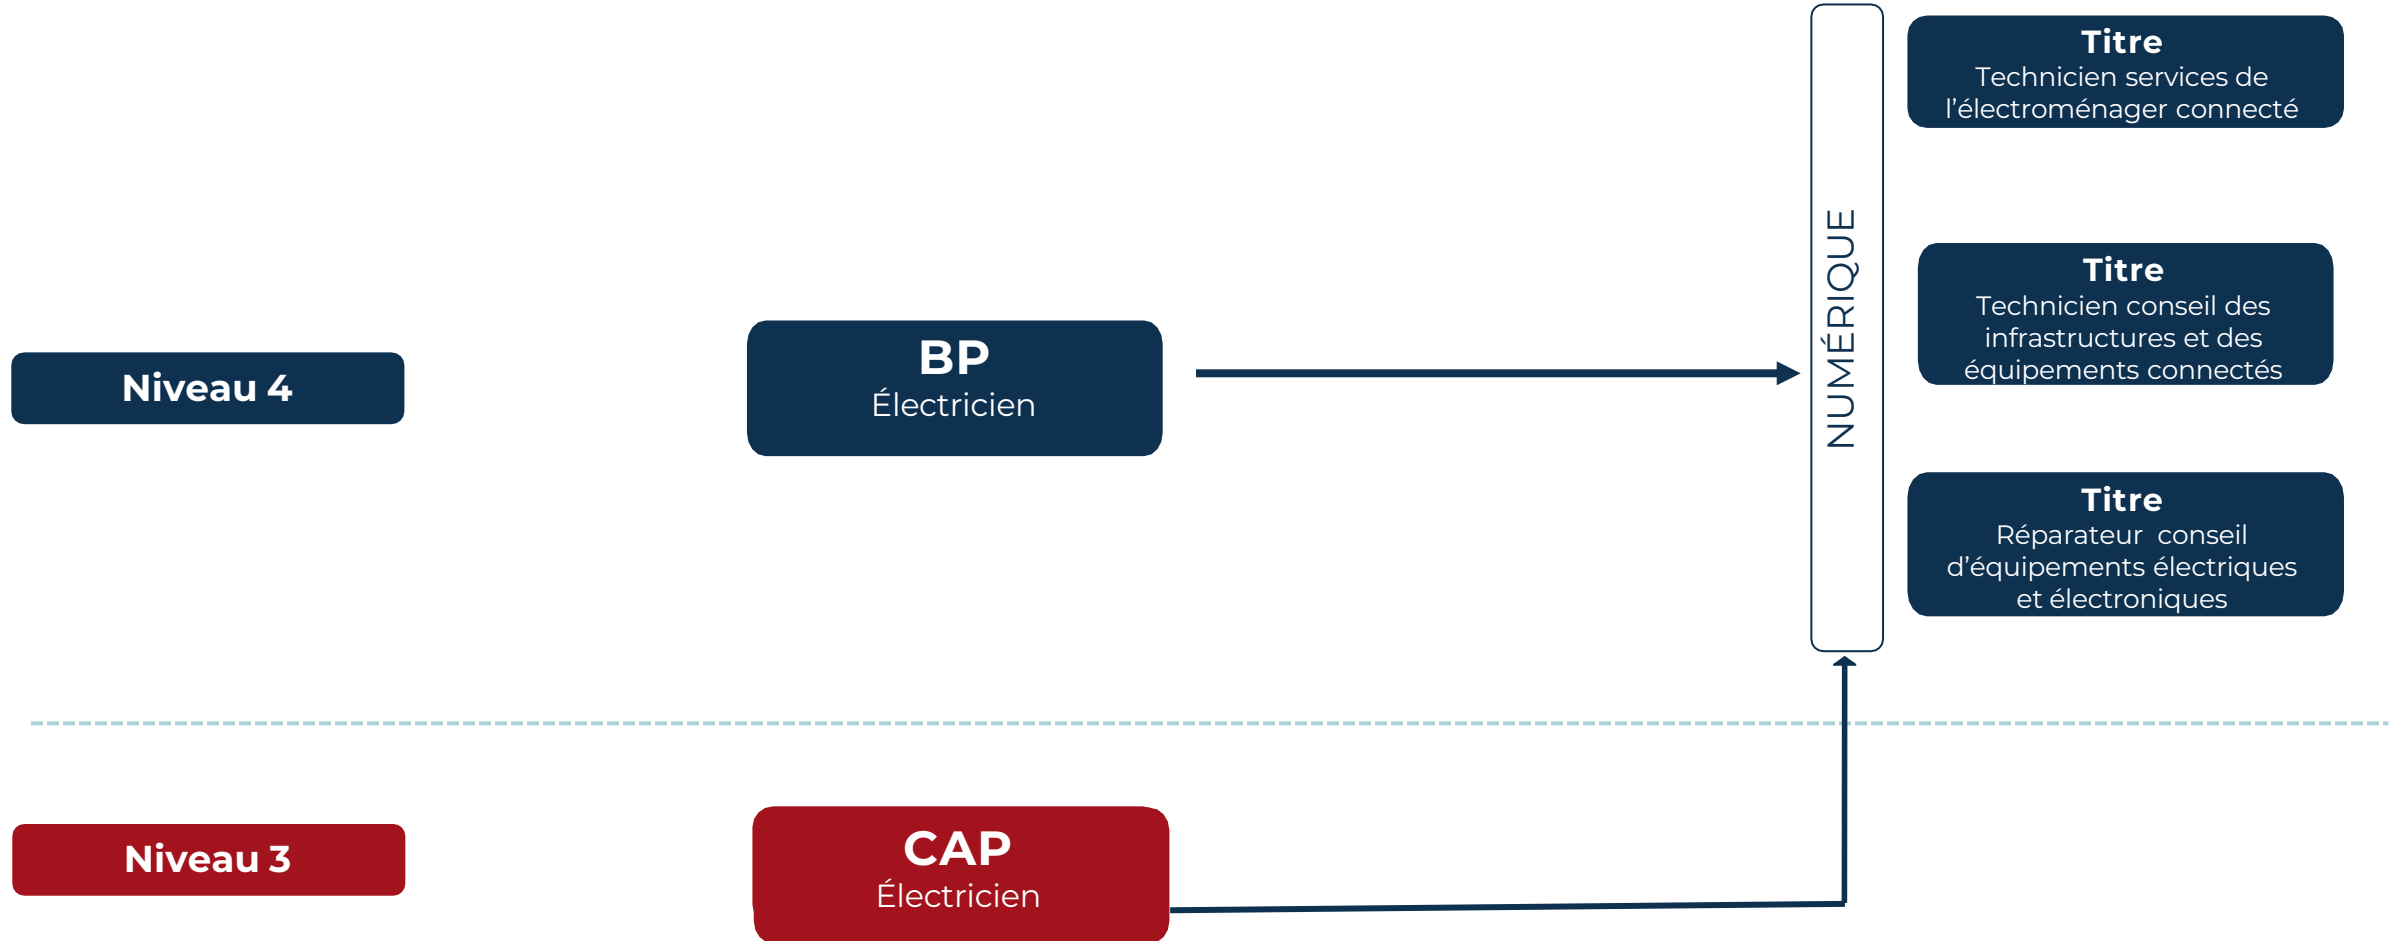 Titre
Technicien services de
l’électroménager connecté
NUMÉRIQUE
Titre
Technicien conseil des
infrastructures et des
équipements connectés
Niveau 4
BP
Électricien
Titre
Réparateur  conseil
d’équipements électriques
et électroniques
Niveau 3
CAP
Électricien